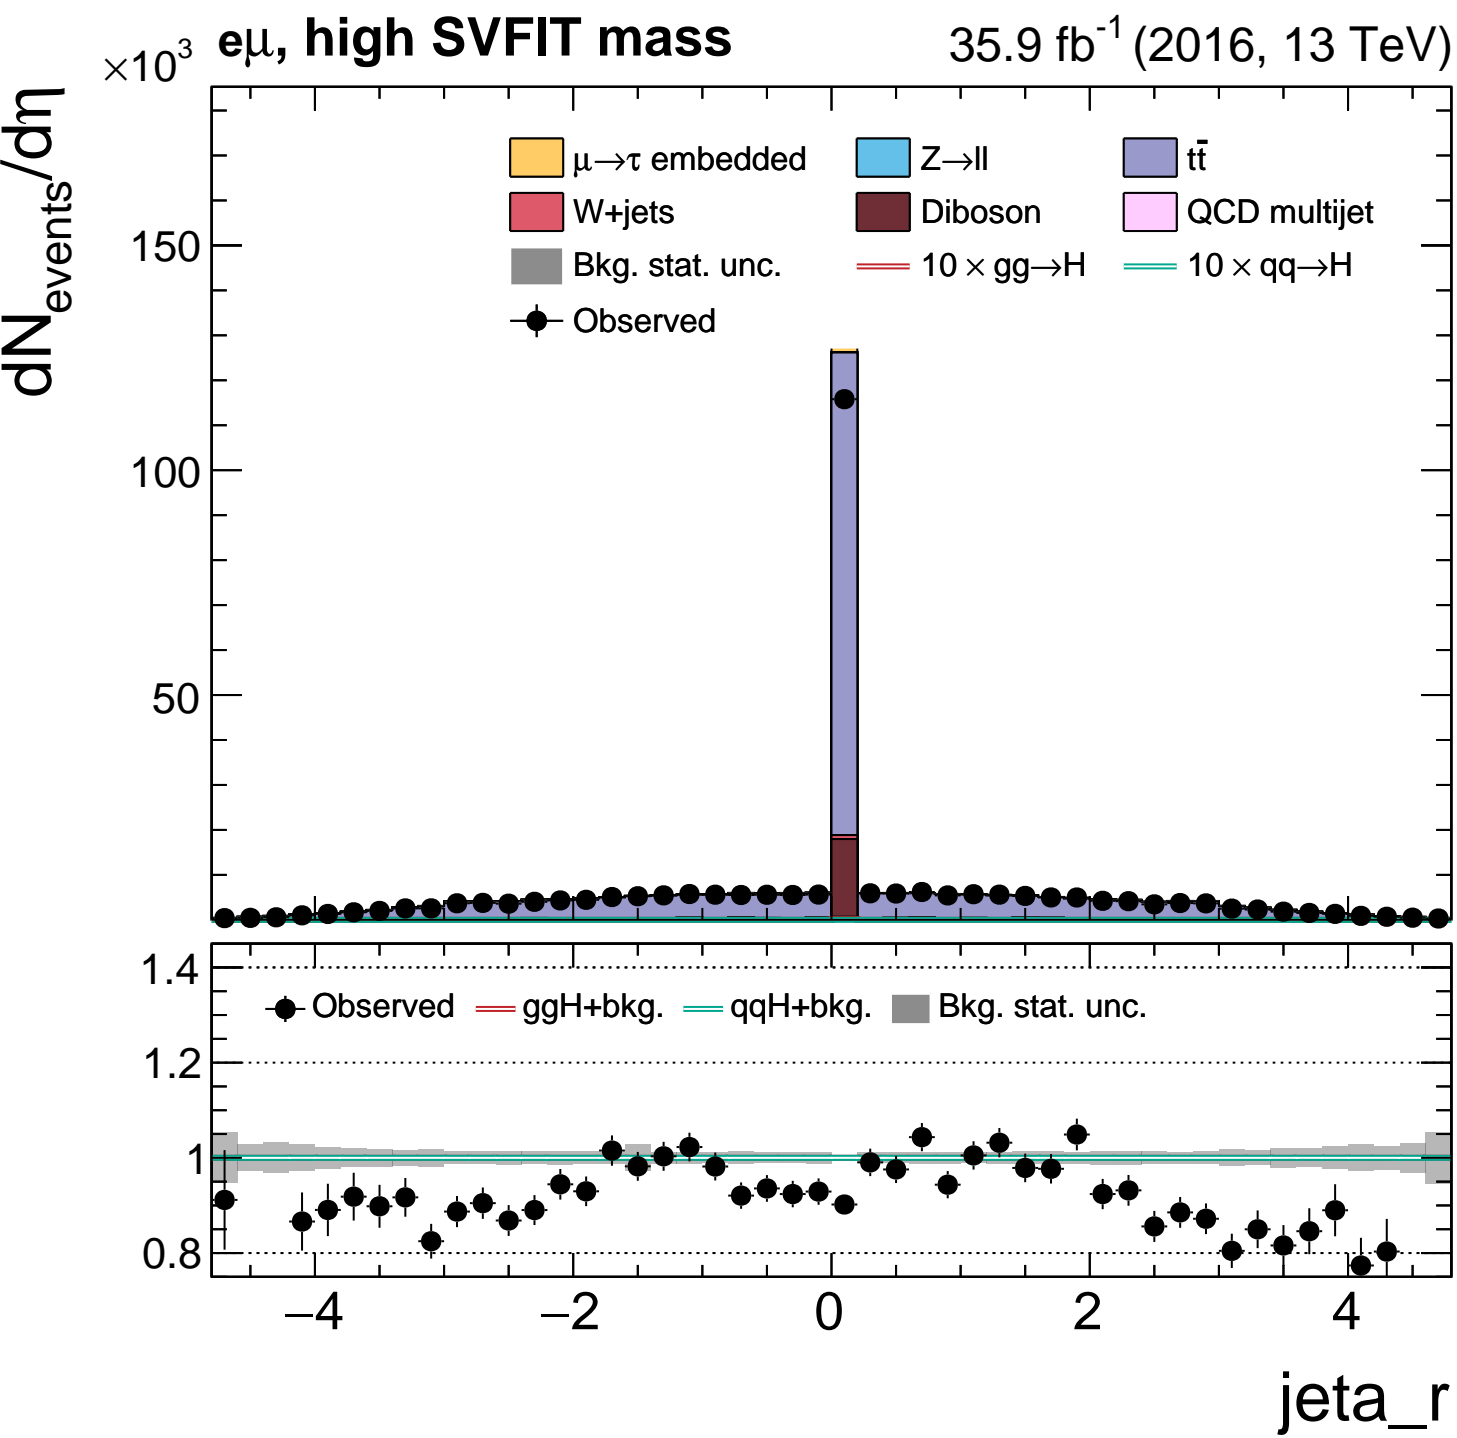 ×10³ eμ, high SVFIT mass 35.9 fb⁻¹ (2016, 13 TeV)
dN_events/dη
μ→τ embedded Z→ll tt̄
W+jets Diboson QCD multijet
Bkg. stat. unc. 10 × gg→H 10 × qq→H
Observed
150
100
50
1.4
Observed ggH+bkg. qqH+bkg. Bkg. stat. unc.
1.2
1
0.8
−4 −2 0 2 4
jeta_r